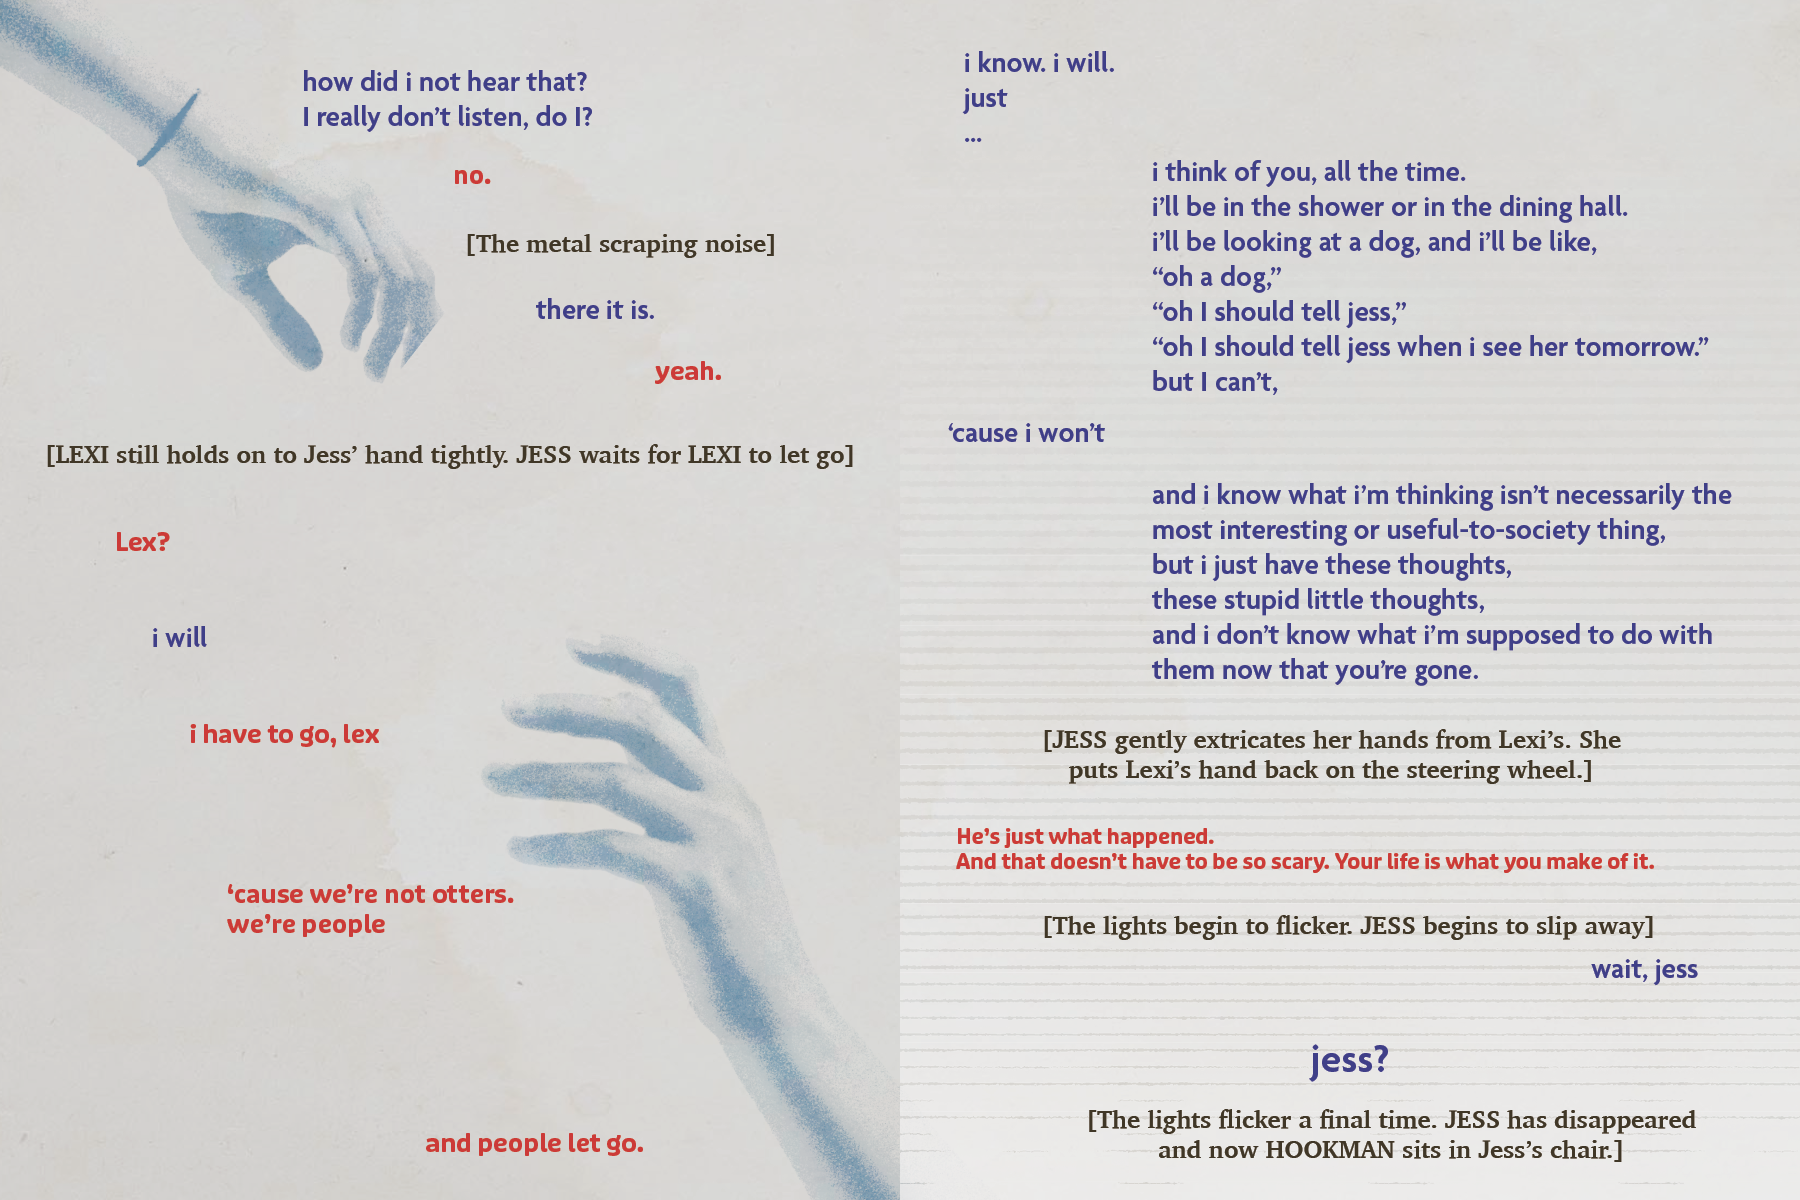 how did i not hear that?
I really don’t listen, do I?
no.
[The metal scraping noise]
there it is.
yeah.
[LEXI still holds on to Jess’ hand tightly. JESS waits for LEXI to let go]
Lex?
i will
i have to go, lex
‘cause we’re not otters.
we’re people
and people let go.
i know. i will.
just
...
i think of you, all the time.
i’ll be in the shower or in the dining hall.
i’ll be looking at a dog, and i’ll be like,
“oh a dog,”
“oh I should tell jess,”
“oh I should tell jess when i see her tomorrow.”
but I can’t,
‘cause i won’t
and i know what i’m thinking isn’t necessarily the
most interesting or useful-to-society thing,
but i just have these thoughts,
these stupid little thoughts,
and i don’t know what i’m supposed to do with
them now that you’re gone.
[JESS gently extricates her hands from Lexi’s. She
puts Lexi’s hand back on the steering wheel.]
He’s just what happened.
And that doesn’t have to be so scary. Your life is what you make of it.
[The lights begin to flicker. JESS begins to slip away]
wait, jess
jess?
[The lights flicker a final time. JESS has disappeared
and now HOOKMAN sits in Jess’s chair.]